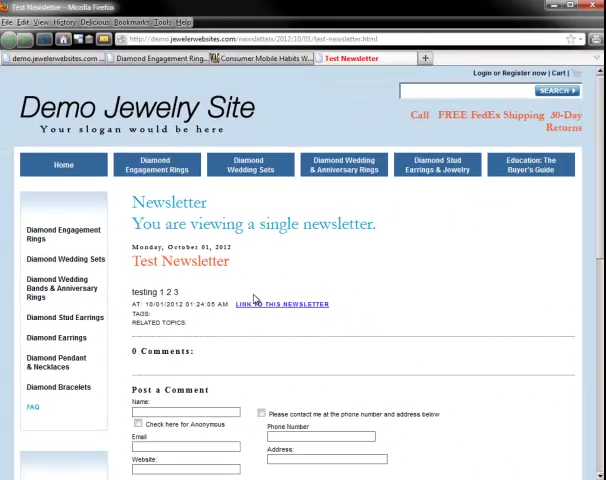 Test Newsletter - Mozilla Firefox
File Edit View History Delicious Bookmarks Tools Help
http://demo.jewelerwebsites.com/newsletters/2012/10/01/test-newsletter.html
demo.jewelerwebsites.com ...
Diamond Engagement Ring...
Consumer Mobile Habits W...
Test Newsletter
+
Login or Register now | Cart |
SEARCH
Demo Jewelry Site
Your slogan would be here
Call FREE FedEx Shipping 30-Day
Returns
Home
Diamond
Engagement Rings
Diamond
Wedding Sets
Diamond Wedding
& Anniversary Rings
Diamond Stud
Earrings & Jewelry
Education: The
Buyer's Guide
Diamond Engagement
Rings
Diamond Wedding Sets
Diamond Wedding
Bands & Anniversary
Rings
Diamond Stud Earrings
Diamond Earrings
Diamond Pendant
& Necklaces
Diamond Bracelets
FAQ
Newsletter
You are viewing a single newsletter.
Monday, October 01, 2012
Test Newsletter
testing 1 2 3
AT: 10/01/2012 01:24:05 AM LINK TO THIS NEWSLETTER
TAGS:
RELATED TOPICS:
0 Comments:
Post a Comment
Name:
Check here for Anonymous
Email
Website:
Please contact me at the phone number and address below
Phone Number
Address: